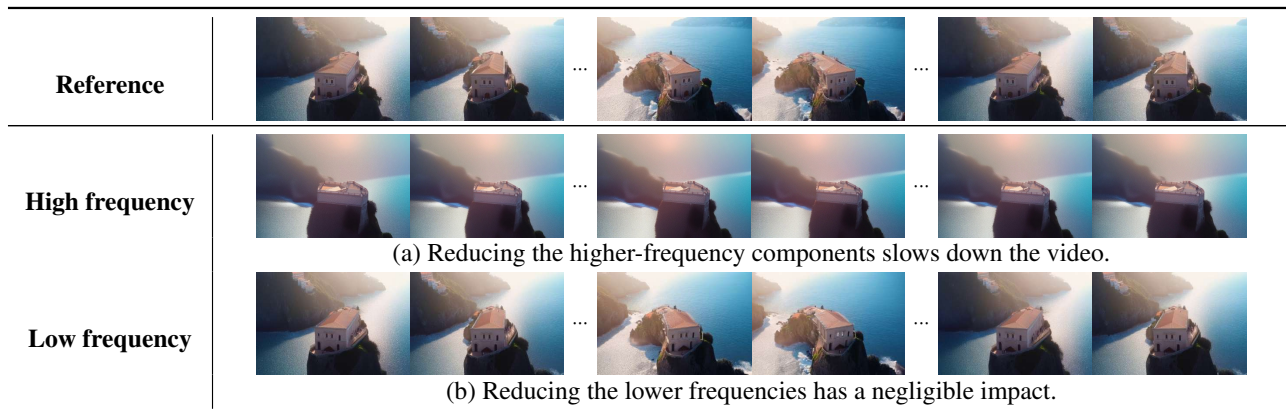 Reference
... ...
High frequency
... ...
(a) Reducing the higher-frequency components slows down the video.
Low frequency
... ...
(b) Reducing the lower frequencies has a negligible impact.